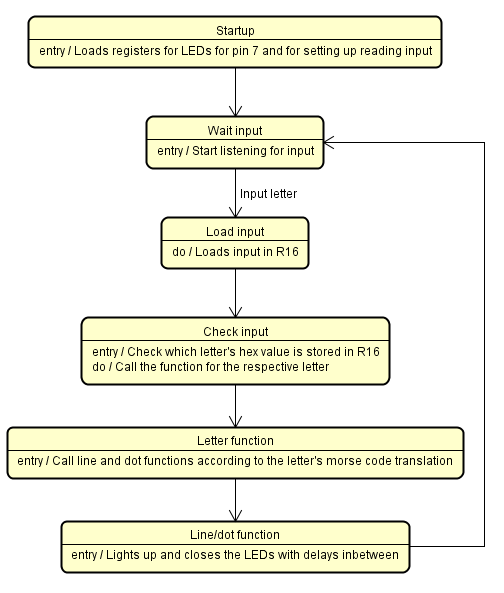 Startup
entry / Loads registers for LEDs for pin 7 and for setting up reading input
Wait input
entry / Start listening for input
Input letter
Load input
do / Loads input in R16
Check input
entry / Check which letter's hex value is stored in R16
do / Call the function for the respective letter
Letter function
entry / Call line and dot functions according to the letter's morse code translation
Line/dot function
entry / Lights up and closes the LEDs with delays inbetween